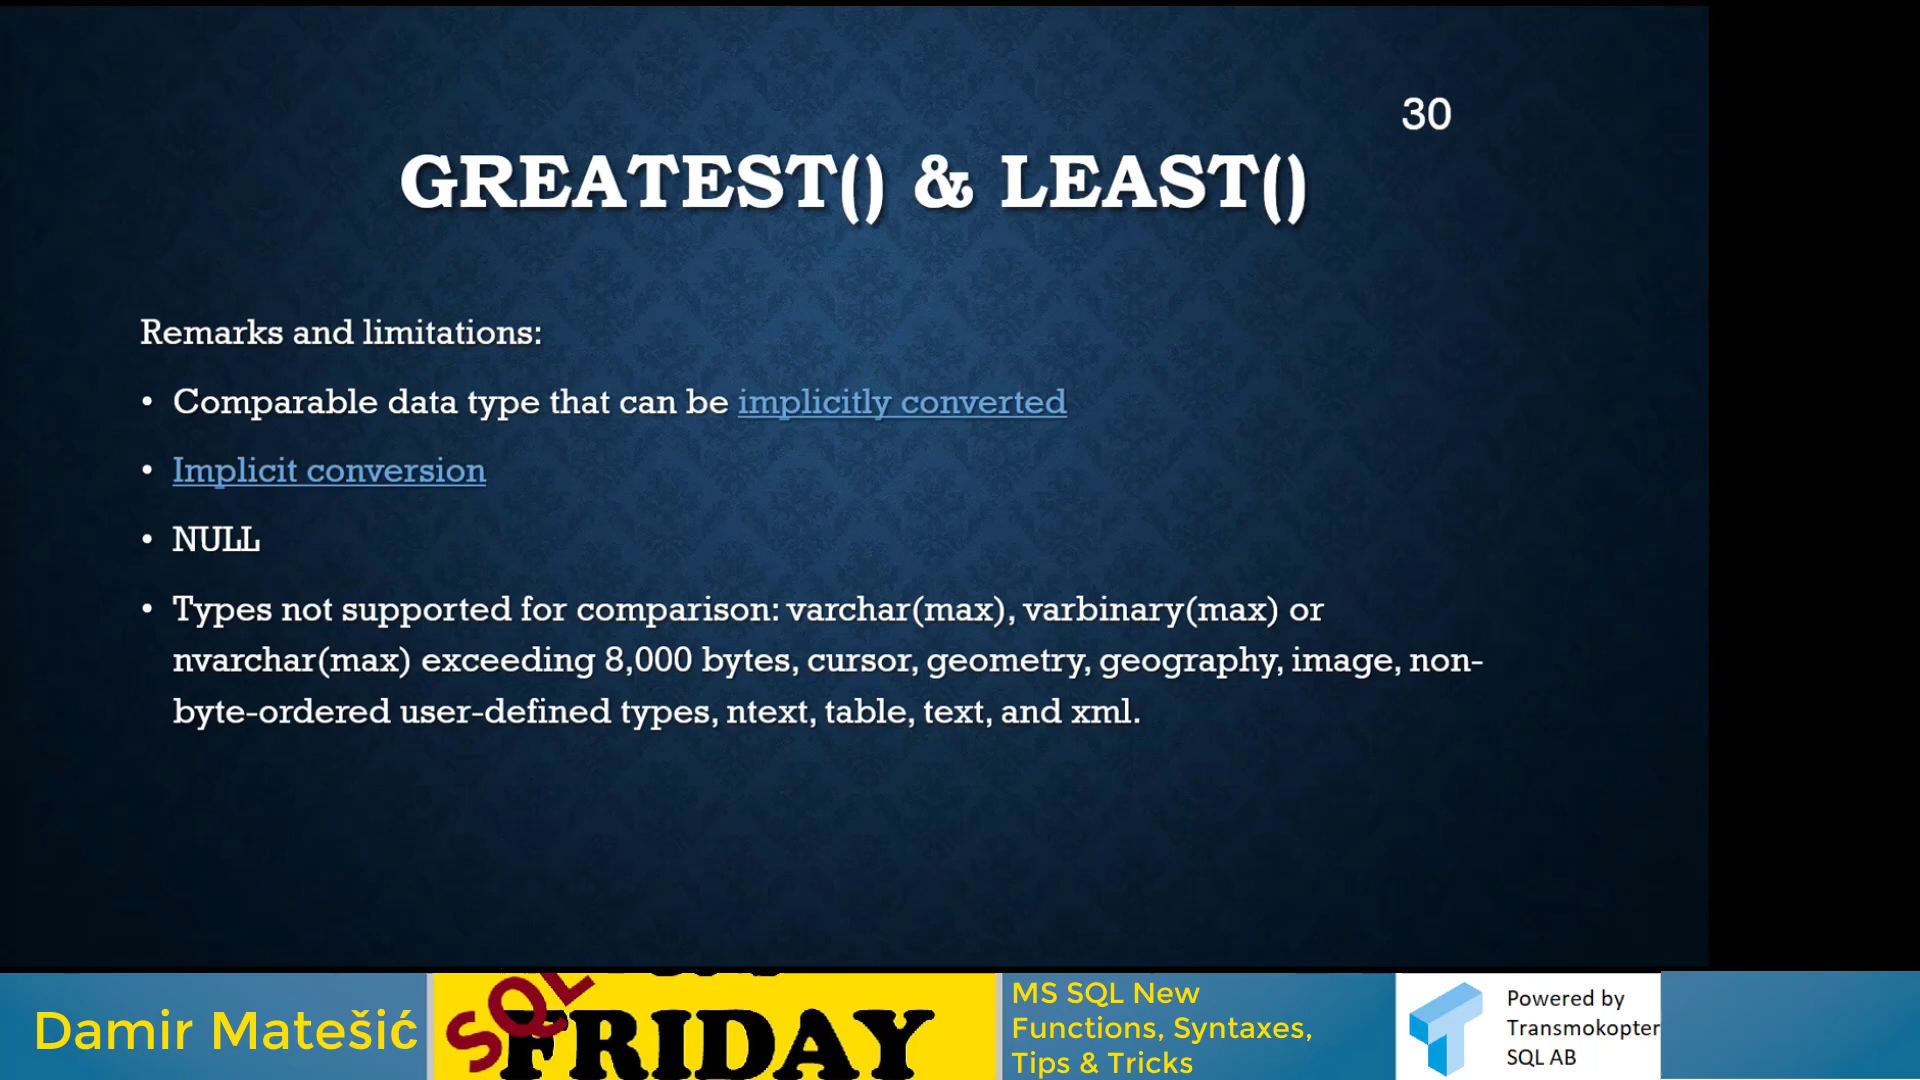 30
GREATEST() & LEAST()
Remarks and limitations:
• Comparable data type that can be implicitly converted
• Implicit conversion
• NULL
• Types not supported for comparison: varchar(max), varbinary(max) or
nvarchar(max) exceeding 8,000 bytes, cursor, geometry, geography, image, non-
byte-ordered user-defined types, ntext, table, text, and xml.
Damir Matešić
SQL
FRIDAY
MS SQL New
Functions, Syntaxes,
Tips & Tricks
Powered by
Transmokopter
SQL AB